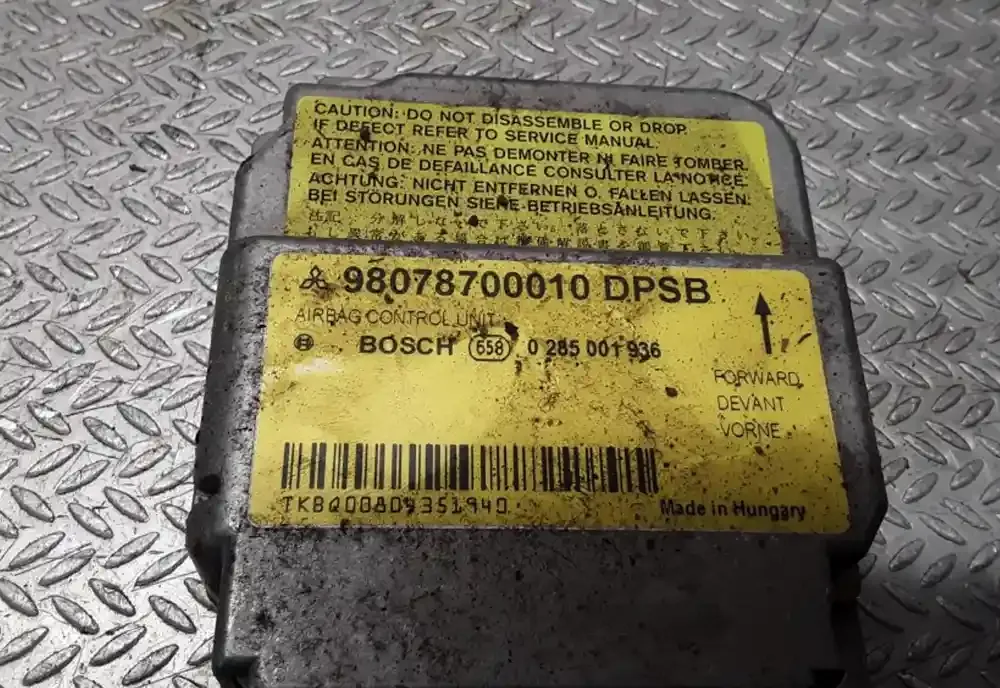 CAUTION: DO NOT DISASSEMBLE OR DROP.
IF DEFECT REFER TO SERVICE MANUAL.
ATTENTION: NE PAS DEMONTER NI FAIRE TOMBER.
EN CAS DE DEFAILLANCE CONSULTER LA NOTICE.
ACHTUNG: NICHT ENTFERNEN O. FALLEN LASSEN.
BEI STÖRUNGEN SIEHE BETRIEBSANLEITUNG.
98078700010 DPSB
AIRBAG CONTROL UNIT
BOSCH 658 0 285 001 936
FORWARD
DEVANT
VORNE
TKBQ00809351940
Made in Hungary